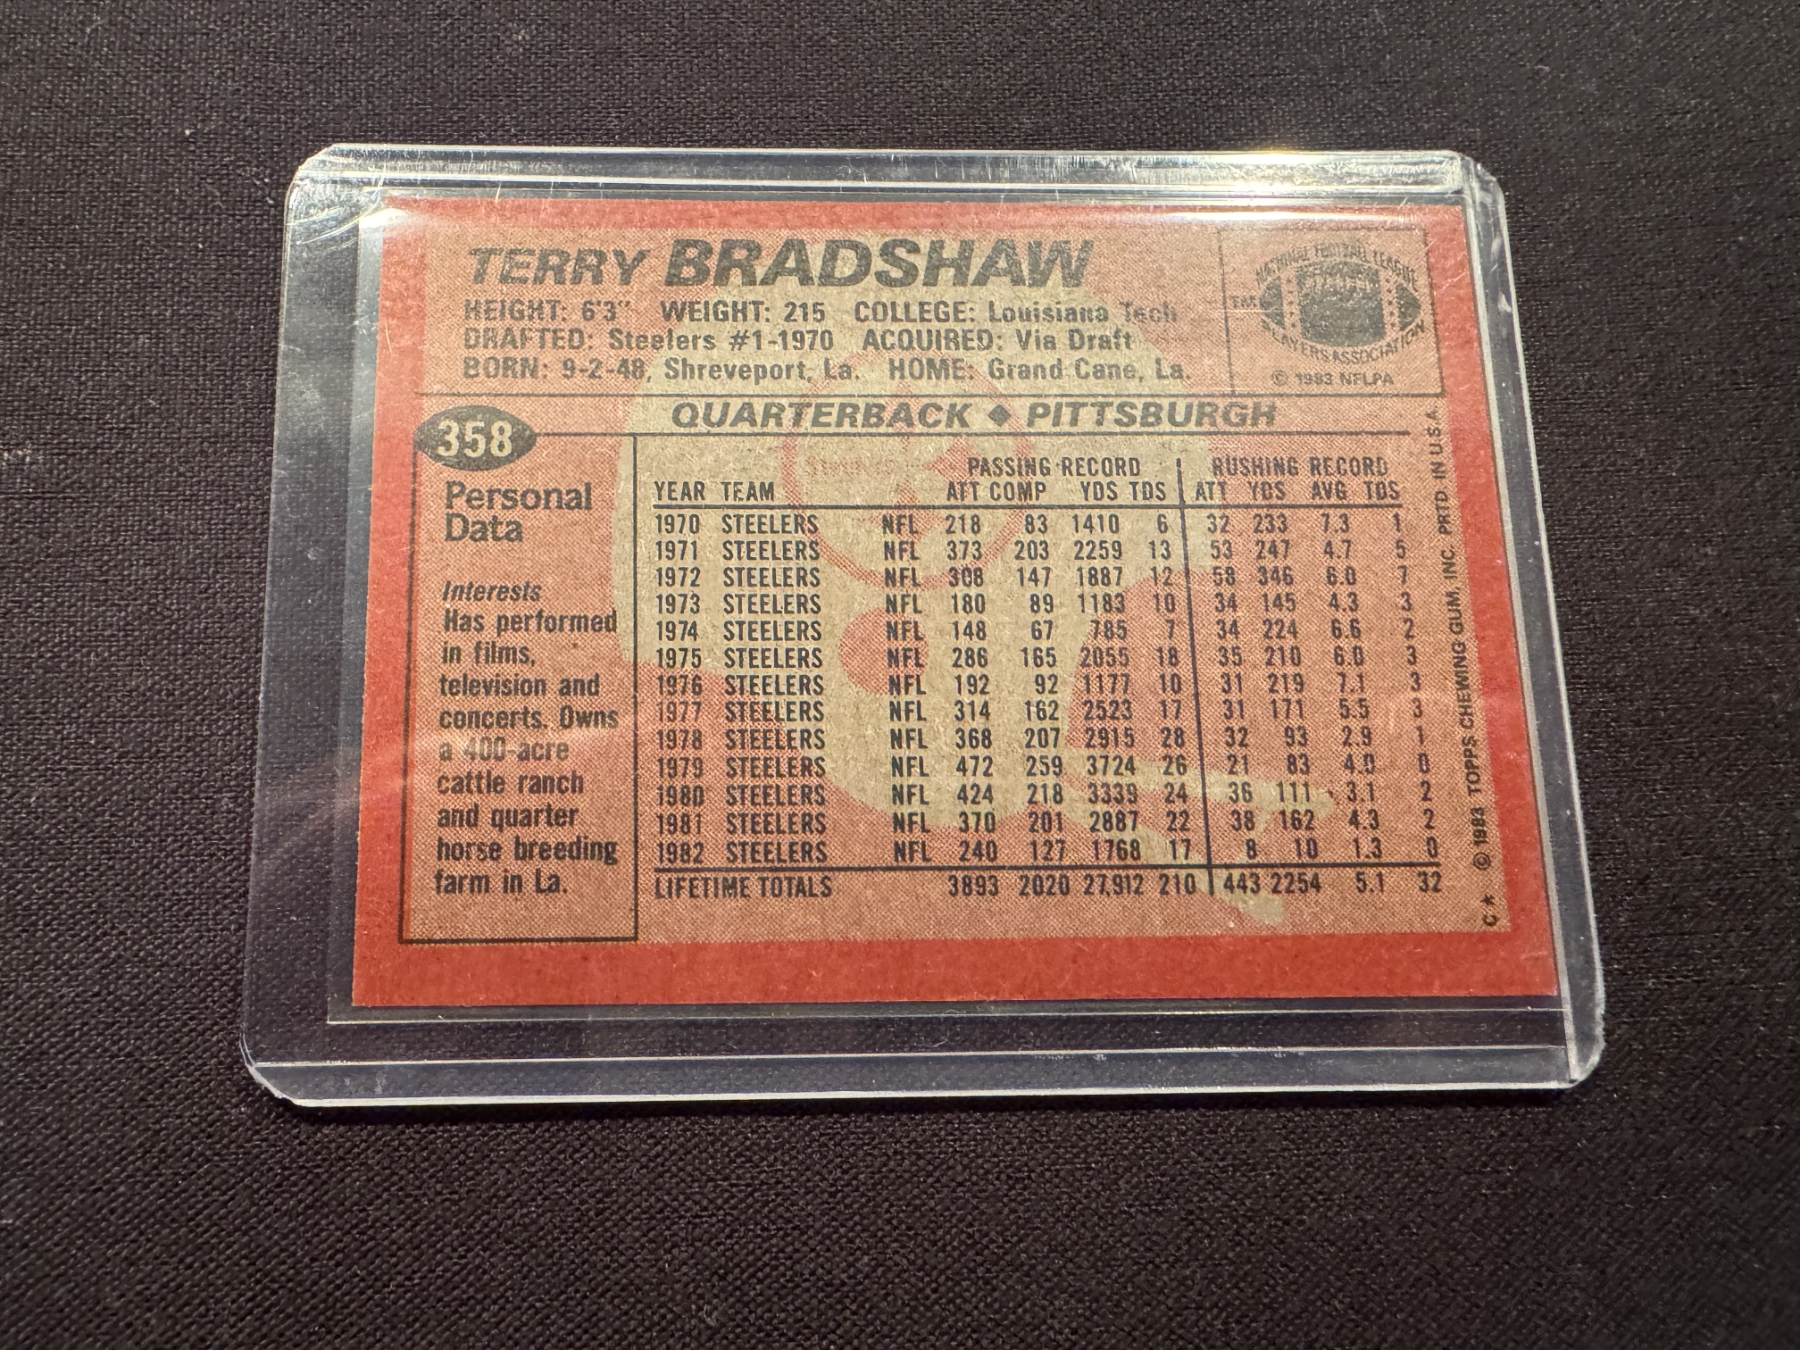 TERRY BRADSHAW
HEIGHT: 6'3" WEIGHT: 215 COLLEGE: Louisiana Tech
DRAFTED: Steelers #1-1970 ACQUIRED: Via Draft
BORN: 9-2-48, Shreveport, La. HOME: Grand Cane, La.
NATIONAL FOOTBALL LEAGUE
PLAYERS ASSOCIATION
TM
© 1983 NFLPA
QUARTERBACK ♦ PITTSBURGH
358
Personal
Data
Interests
Has performed
in films,
television and
concerts. Owns
a 400-acre
cattle ranch
and quarter
horse breeding
farm in La.
PASSING RECORD RUSHING RECORD
YEAR TEAM ATT COMP YDS TDS ATT YDS AVG TDS
1970 STEELERS NFL 218 83 1410 6 32 233 7.3 1
1971 STEELERS NFL 373 203 2259 13 53 247 4.7 5
1972 STEELERS NFL 308 147 1887 12 58 346 6.0 7
1973 STEELERS NFL 180 89 1183 10 34 145 4.3 3
1974 STEELERS NFL 148 67 785 7 34 224 6.6 2
1975 STEELERS NFL 286 165 2055 18 35 210 6.0 3
1976 STEELERS NFL 192 92 1177 10 31 219 7.1 3
1977 STEELERS NFL 314 162 2523 17 31 171 5.5 3
1978 STEELERS NFL 368 207 2915 28 32 93 2.9 1
1979 STEELERS NFL 472 259 3724 26 21 83 4.0 0
1980 STEELERS NFL 424 218 3339 24 36 111 3.1 2
1981 STEELERS NFL 370 201 2887 22 38 162 4.3 2
1982 STEELERS NFL 240 127 1768 17 8 10 1.3 0
LIFETIME TOTALS 3893 2020 27,912 210 443 2254 5.1 32
C* © 1983 TOPPS CHEWING GUM, INC. PRTD IN U.S.A.